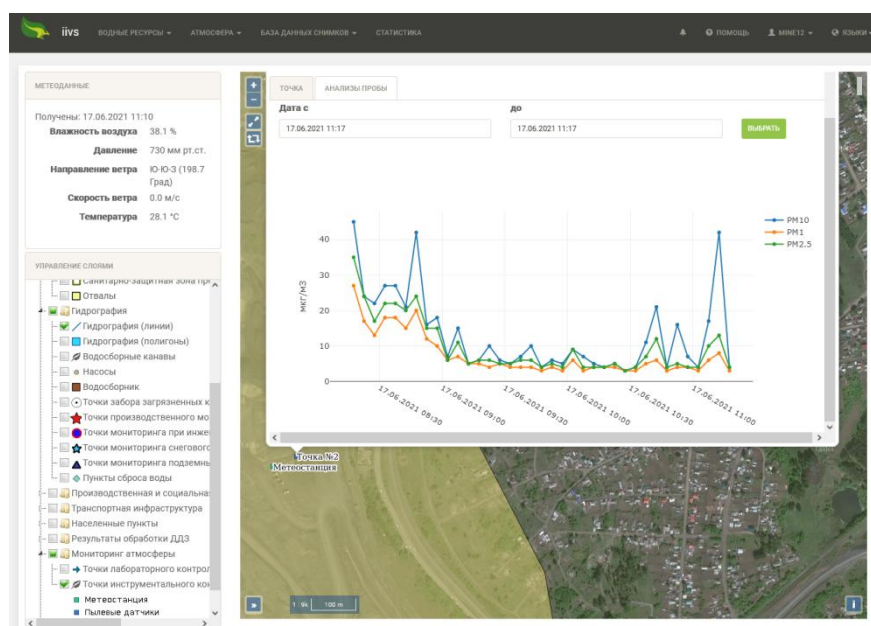 iivs
ВОДНЫЕ РЕСУРСЫ
АТМОСФЕРА
БАЗА ДАННЫХ СНИМКОВ
СТАТИСТИКА
ПОМОЩЬ
MINE12
ЯЗЫКИ
МЕТЕОДАННЫЕ
Получены: 17.06.2021 11:10
Влажность воздуха 38.1 %
Давление 730 мм рт.ст.
Направление ветра Ю-Ю-З (198.7
Град)
Скорость ветра 0.0 м/с
Температура 28.1 °C
УПРАВЛЕНИЕ СЛОЯМИ
Санитарно-защитная зона пр
Отвалы
Гидрография
Гидрография (линии)
Гидрография (полигоны)
Водосборные канавы
Насосы
Водосборник
Точки забора загрязненных к
Точки производственного мо
Точки мониторинга при инже
Точки мониторинга снегового
Точки мониторинга подземны
Пункты сброса воды
Производственная и социальна
Транспортная инфраструктура
Населенные пункты
Результаты обработки ДДЗ
Мониторинг атмосферы
Точки лабораторного контрол
Точки инструментального кон
Метеостанция
Пылевые датчики
ТОЧКА
АНАЛИЗЫ ПРОБЫ
Дата с
до
17.06.2021 11:17
17.06.2021 11:17
ВЫБРАТЬ
мкг/м3
40
30
20
10
0
17.06.2021 08:30
17.06.2021 09:00
17.06.2021 09:30
17.06.2021 10:00
17.06.2021 10:30
17.06.2021 11:00
PM10
PM1
PM2.5
Точка №2
Метеостанция
100 m